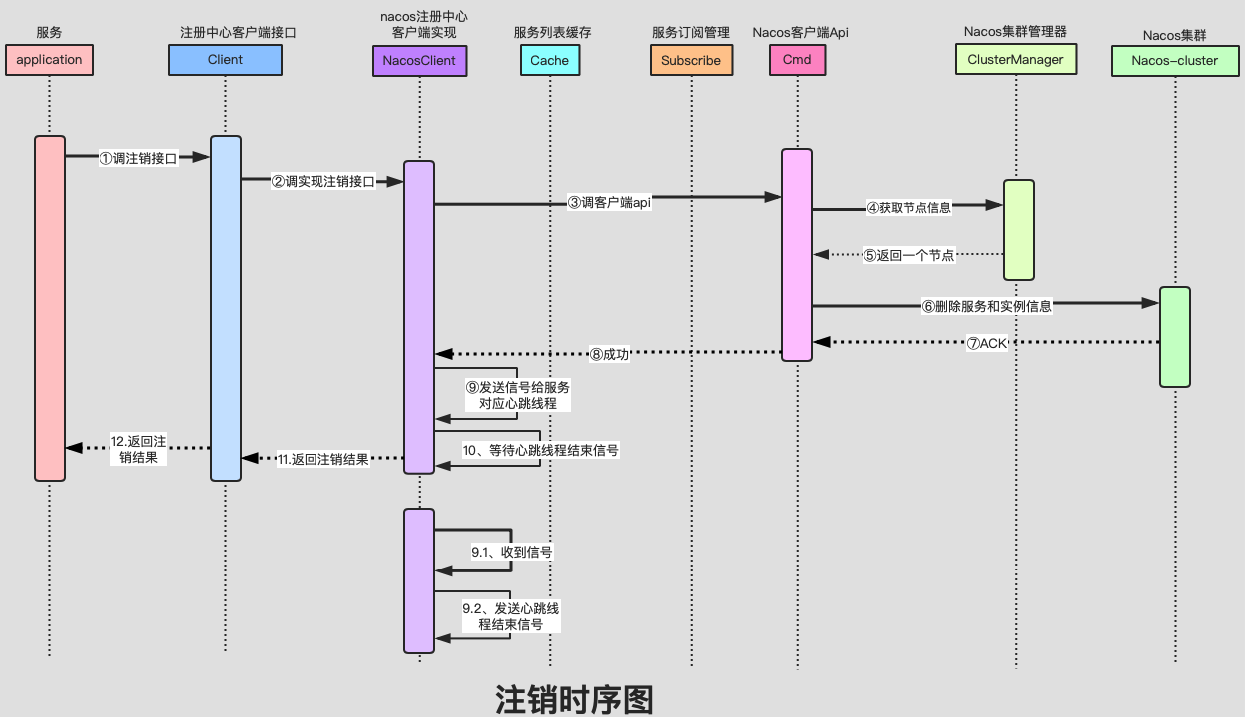 服务
注册中心客户端接口
nacos注册中心
客户端实现
服务列表缓存
服务订阅管理
Nacos客户端Api
Nacos集群管理器
Nacos集群
application
Client
NacosClient
Cache
Subscribe
Cmd
ClusterManager
Nacos-cluster
①调注销接口
②调实现注销接口
③调客户端api
④获取节点信息
⑤返回一个节点
⑥删除服务和实例信息
⑦ACK
⑧成功
⑨发送信号给服务
对应心跳线程
10、等待心跳线程结束信号
11.返回注销结果
12.返回注
销结果
9.1、收到信号
9.2、发送心跳线
程结束信号
注销时序图